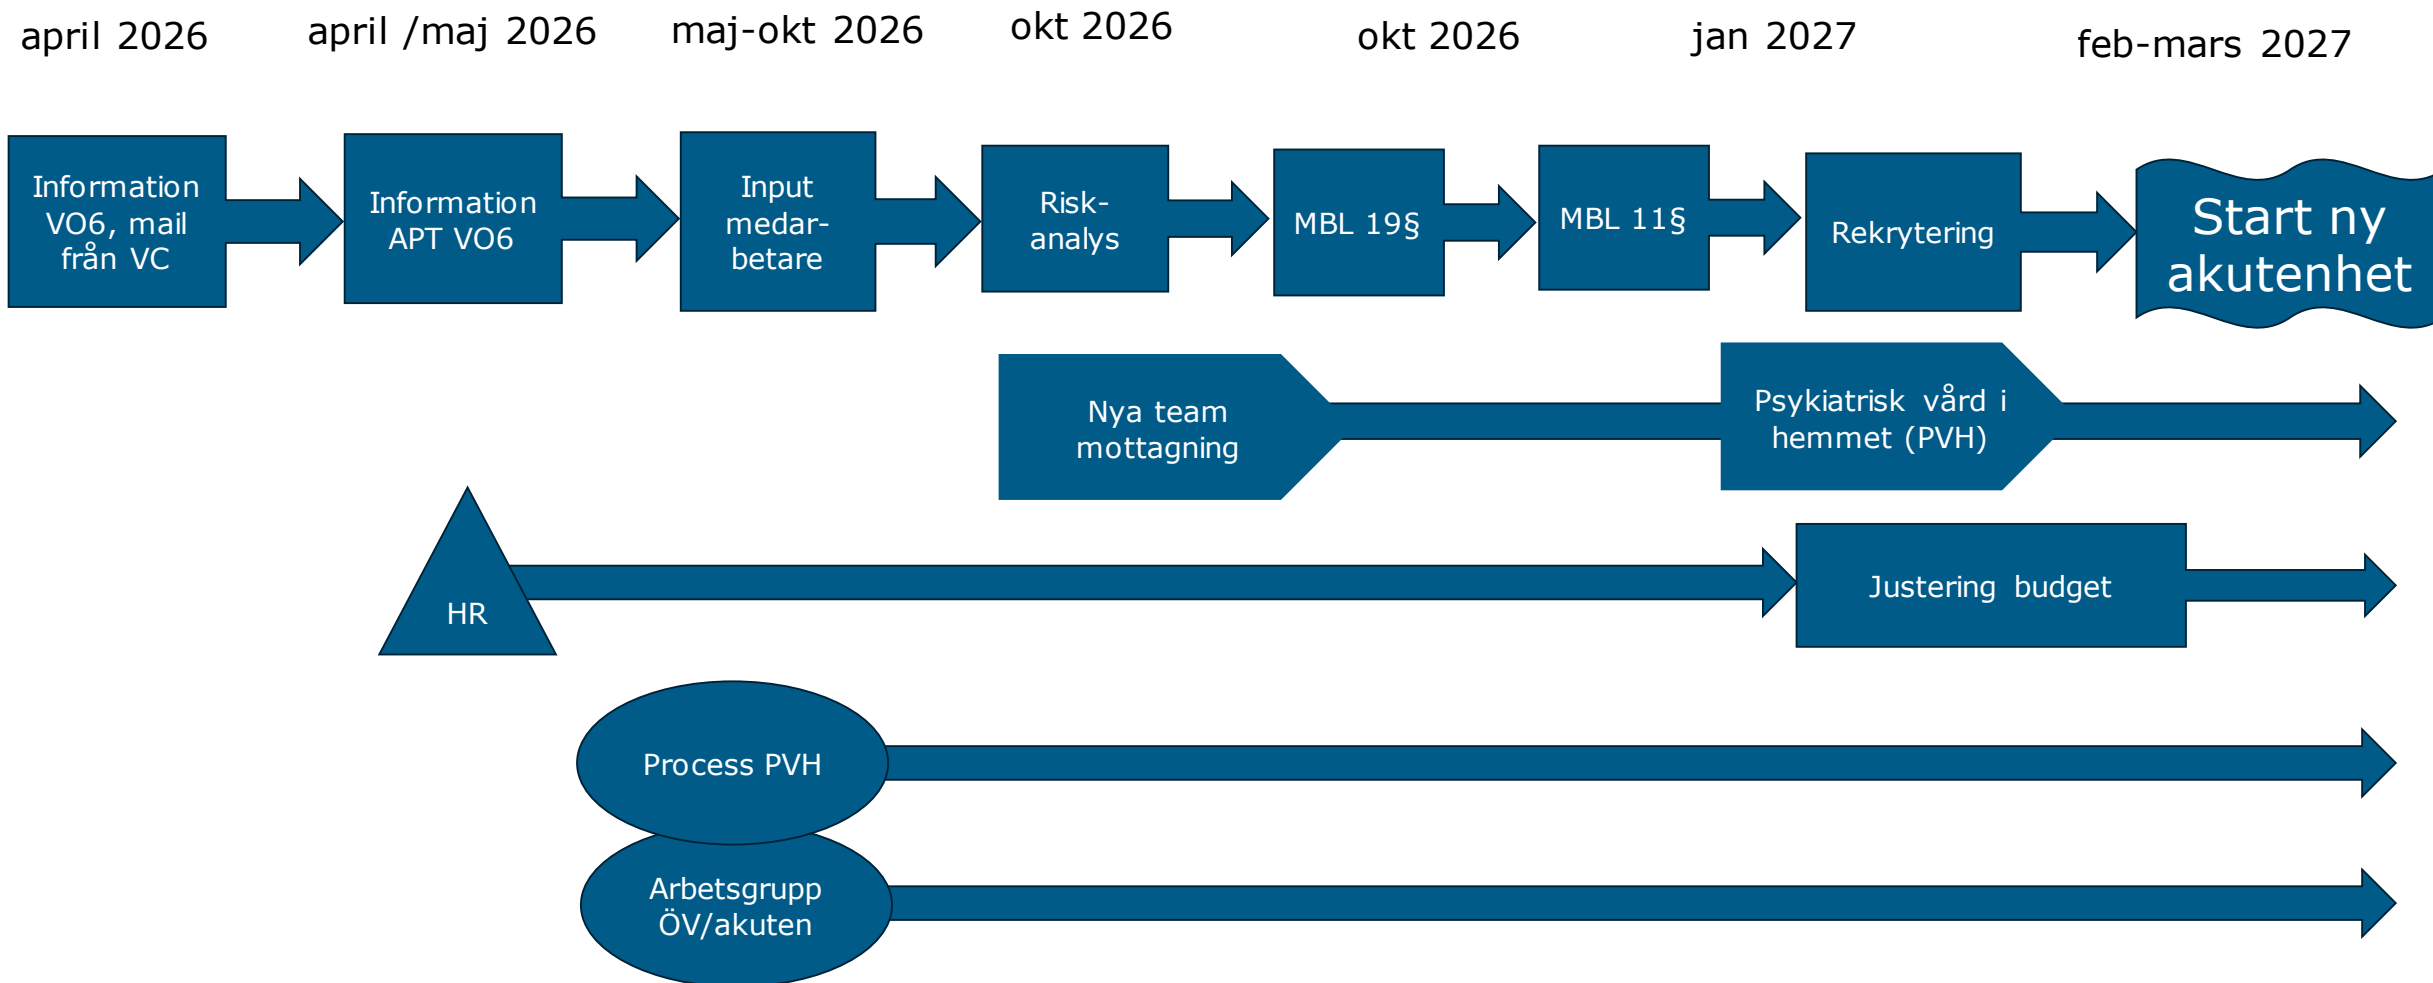 april 2026
april /maj 2026
maj-okt 2026
okt 2026
okt 2026
jan 2027
feb-mars 2027
Information
VO6, mail
från VC
Information
APT VO6
Input
medar-
betare
Risk-
analys
MBL 19§
MBL 11§
Rekrytering
Start ny
akutenhet
Nya team
mottagning
Psykiatrisk vård i
hemmet (PVH)
HR
Justering budget
Process PVH
Arbetsgrupp
ÖV/akuten